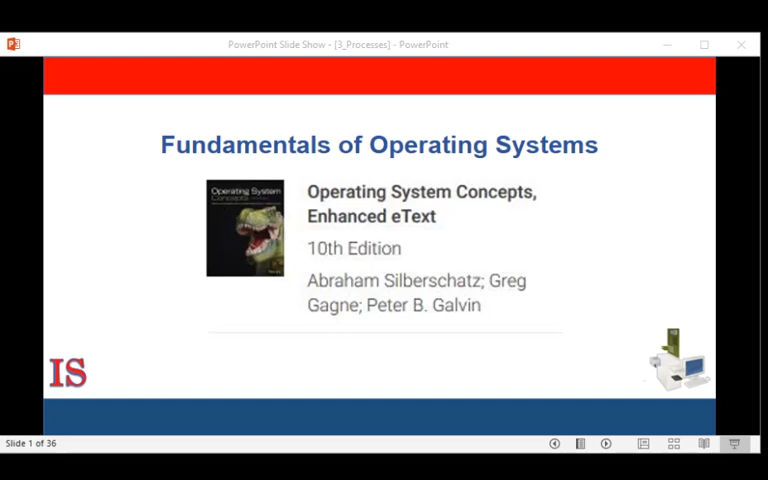 PowerPoint Slide Show - [3_Processes] - PowerPoint
Fundamentals of Operating Systems
Operating System
Concepts
Operating System Concepts,
Enhanced eText
10th Edition
Abraham Silberschatz; Greg
Gagne; Peter B. Galvin
IS
Slide 1 of 36